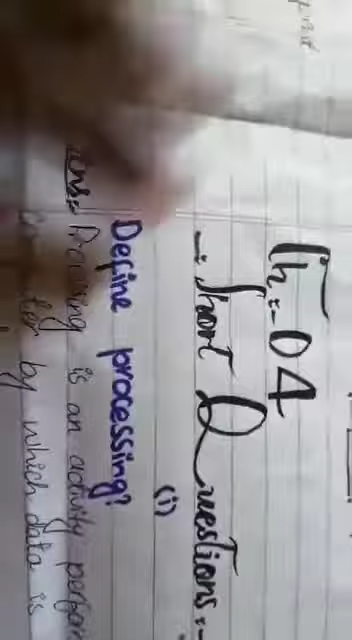 Ch:- 04
Short Questions:-
(i)
Define processing?
Ans:- Processing is an activity perfor
by which data is